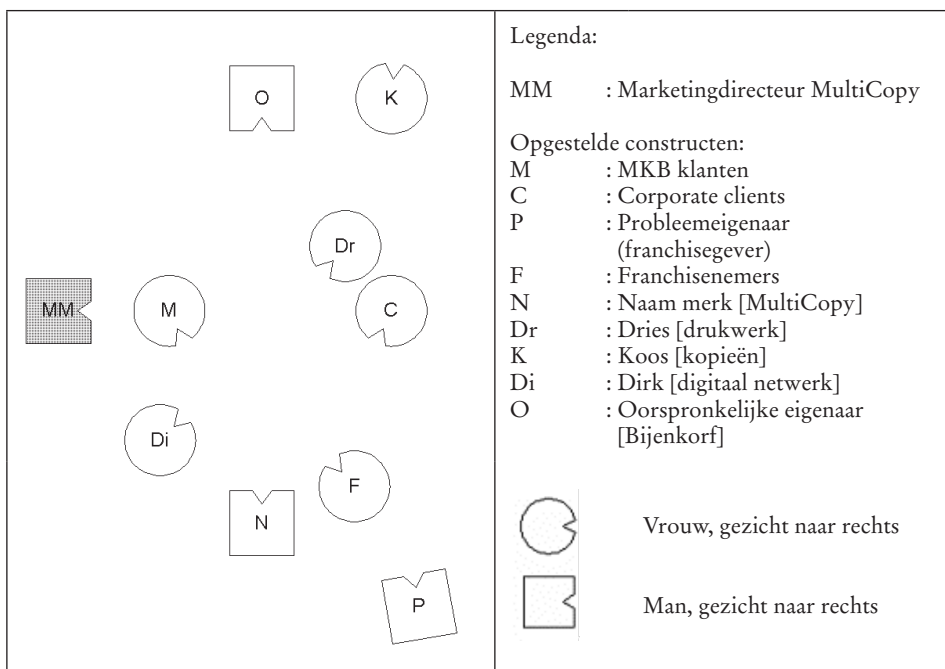 O
K
Dr
MM
M
C
Di
F
N
P
Legenda:
MM : Marketingdirecteur MultiCopy
Opgestelde constructen:
M : MKB klanten
C : Corporate clients
P : Probleemeigenaar
(franchisegever)
F : Franchisenemers
N : Naam merk [MultiCopy]
Dr : Dries [drukwerk]
K : Koos [kopieën]
Di : Dirk [digitaal netwerk]
O : Oorspronkelijke eigenaar
[Bijenkorf]
Vrouw, gezicht naar rechts
Man, gezicht naar rechts